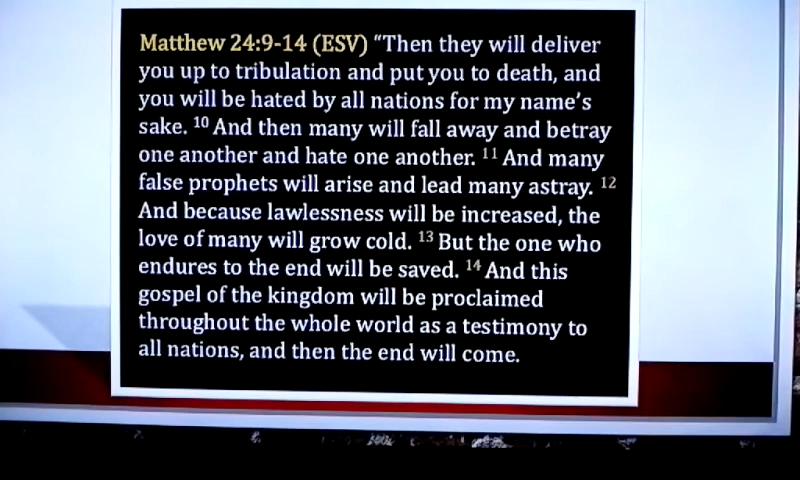 Matthew 24:9-14 (ESV) “Then they will deliver
you up to tribulation and put you to death, and
you will be hated by all nations for my name’s
sake. 10 And then many will fall away and betray
one another and hate one another. 11 And many
false prophets will arise and lead many astray. 12
And because lawlessness will be increased, the
love of many will grow cold. 13 But the one who
endures to the end will be saved. 14 And this
gospel of the kingdom will be proclaimed
throughout the whole world as a testimony to
all nations, and then the end will come.